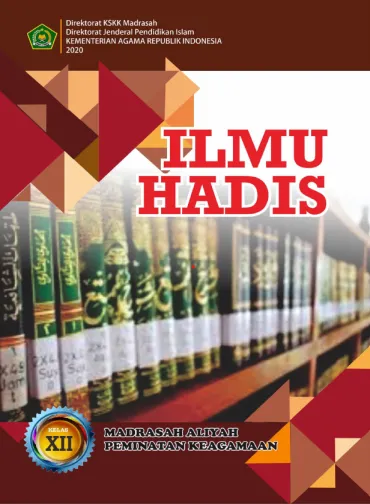 Direktorat KSKK Madrasah
Direktorat Jenderal Pendidikan Islam
KEMENTERIAN AGAMA REPUBLIK INDONESIA
2020
ILMU
HADIS
KELAS
XII
MADRASAH ALIYAH
PEMINATAN KEAGAMAAN